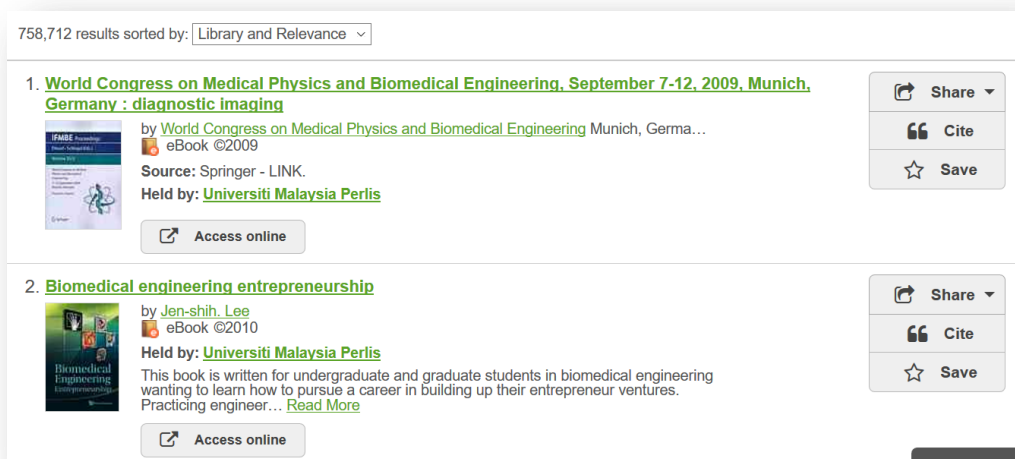 758,712 results sorted by: Library and Relevance
1. World Congress on Medical Physics and Biomedical Engineering, September 7-12, 2009, Munich,
Germany : diagnostic imaging
IFMBE Proceedings
by World Congress on Medical Physics and Biomedical Engineering Munich, Germa…
eBook ©2009
Source: Springer - LINK.
Held by: Universiti Malaysia Perlis
Access online
Share
Cite
Save
2. Biomedical engineering entrepreneurship
Biomedical
Engineering
Entrepreneurship
by Jen-shih. Lee
eBook ©2010
Held by: Universiti Malaysia Perlis
This book is written for undergraduate and graduate students in biomedical engineering
wanting to learn how to pursue a career in building up their entrepreneur ventures.
Practicing engineer… Read More
Access online
Share
Cite
Save